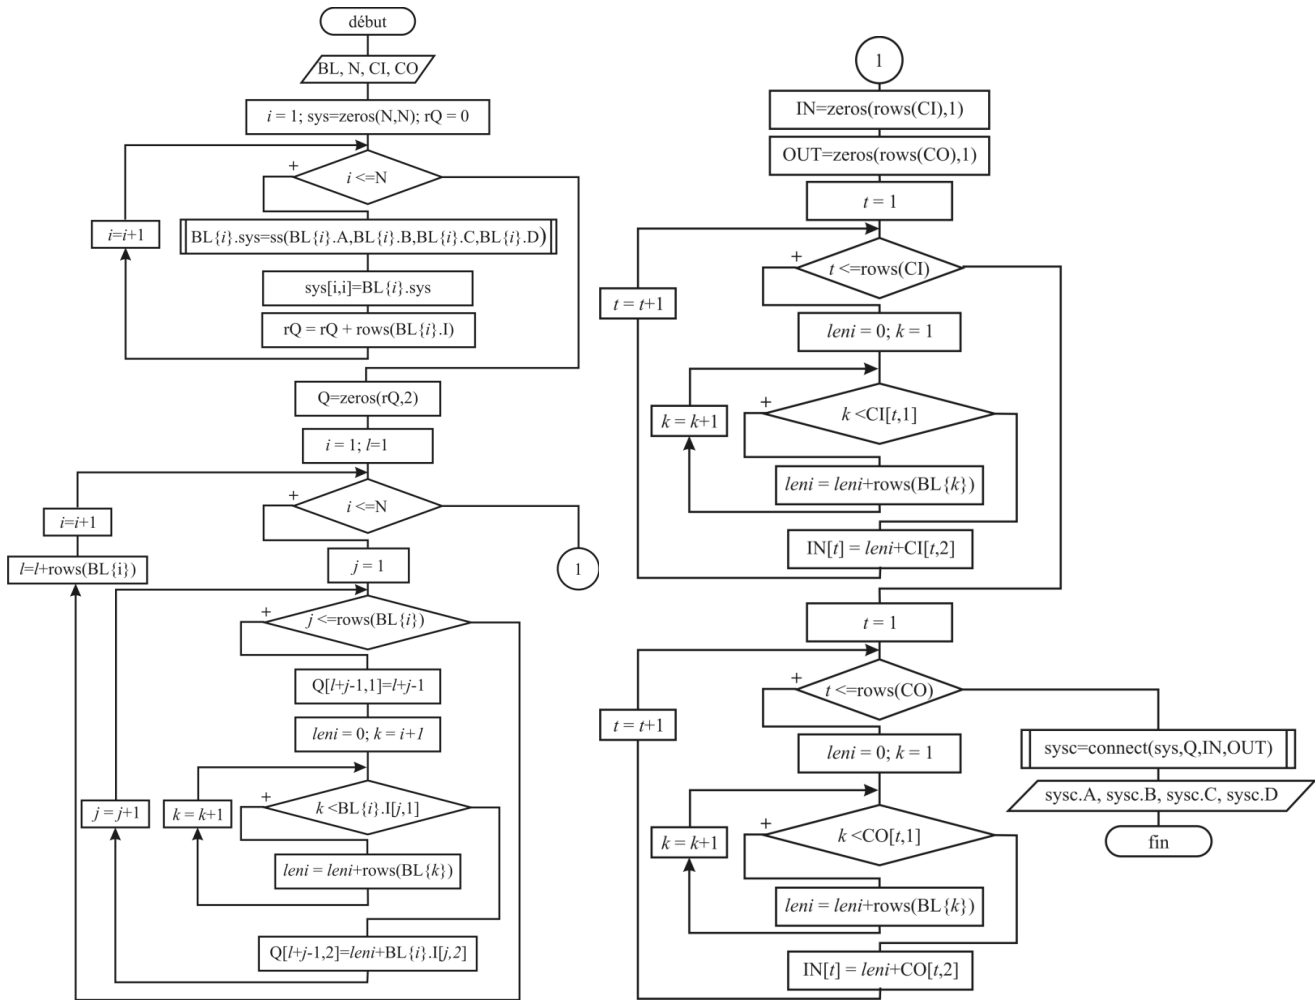 début
BL, N, CI, CO
i = 1; sys=zeros(N,N); rQ = 0
+
i <=N
i=i+1
BL{i}.sys=ss(BL{i}.A,BL{i}.B,BL{i}.C,BL{i}.D)
sys[i,i]=BL{i}.sys
rQ = rQ + rows(BL{i}.I)
Q=zeros(rQ,2)
i = 1; l=1
+
i <=N
i=i+1
l=l+rows(BL{i})
1
j = 1
+
j <=rows(BL{i})
Q[l+j-1,1]=l+j-1
leni = 0; k = i+1
+
k <BL{i}.I[j,1]
j = j+1
k = k+1
leni = leni+rows(BL{k})
Q[l+j-1,2]=leni+BL{i}.I[j,2]
1
IN=zeros(rows(CI),1)
OUT=zeros(rows(CO),1)
t = 1
+
t <=rows(CI)
t = t+1
leni = 0; k = 1
+
k <CI[t,1]
k = k+1
leni = leni+rows(BL{k})
IN[t] = leni+CI[t,2]
t = 1
+
t <=rows(CO)
t = t+1
leni = 0; k = 1
+
k <CO[t,1]
k = k+1
leni = leni+rows(BL{k})
IN[t] = leni+CO[t,2]
sysc=connect(sys,Q,IN,OUT)
sysc.A, sysc.B, sysc.C, sysc.D
fin